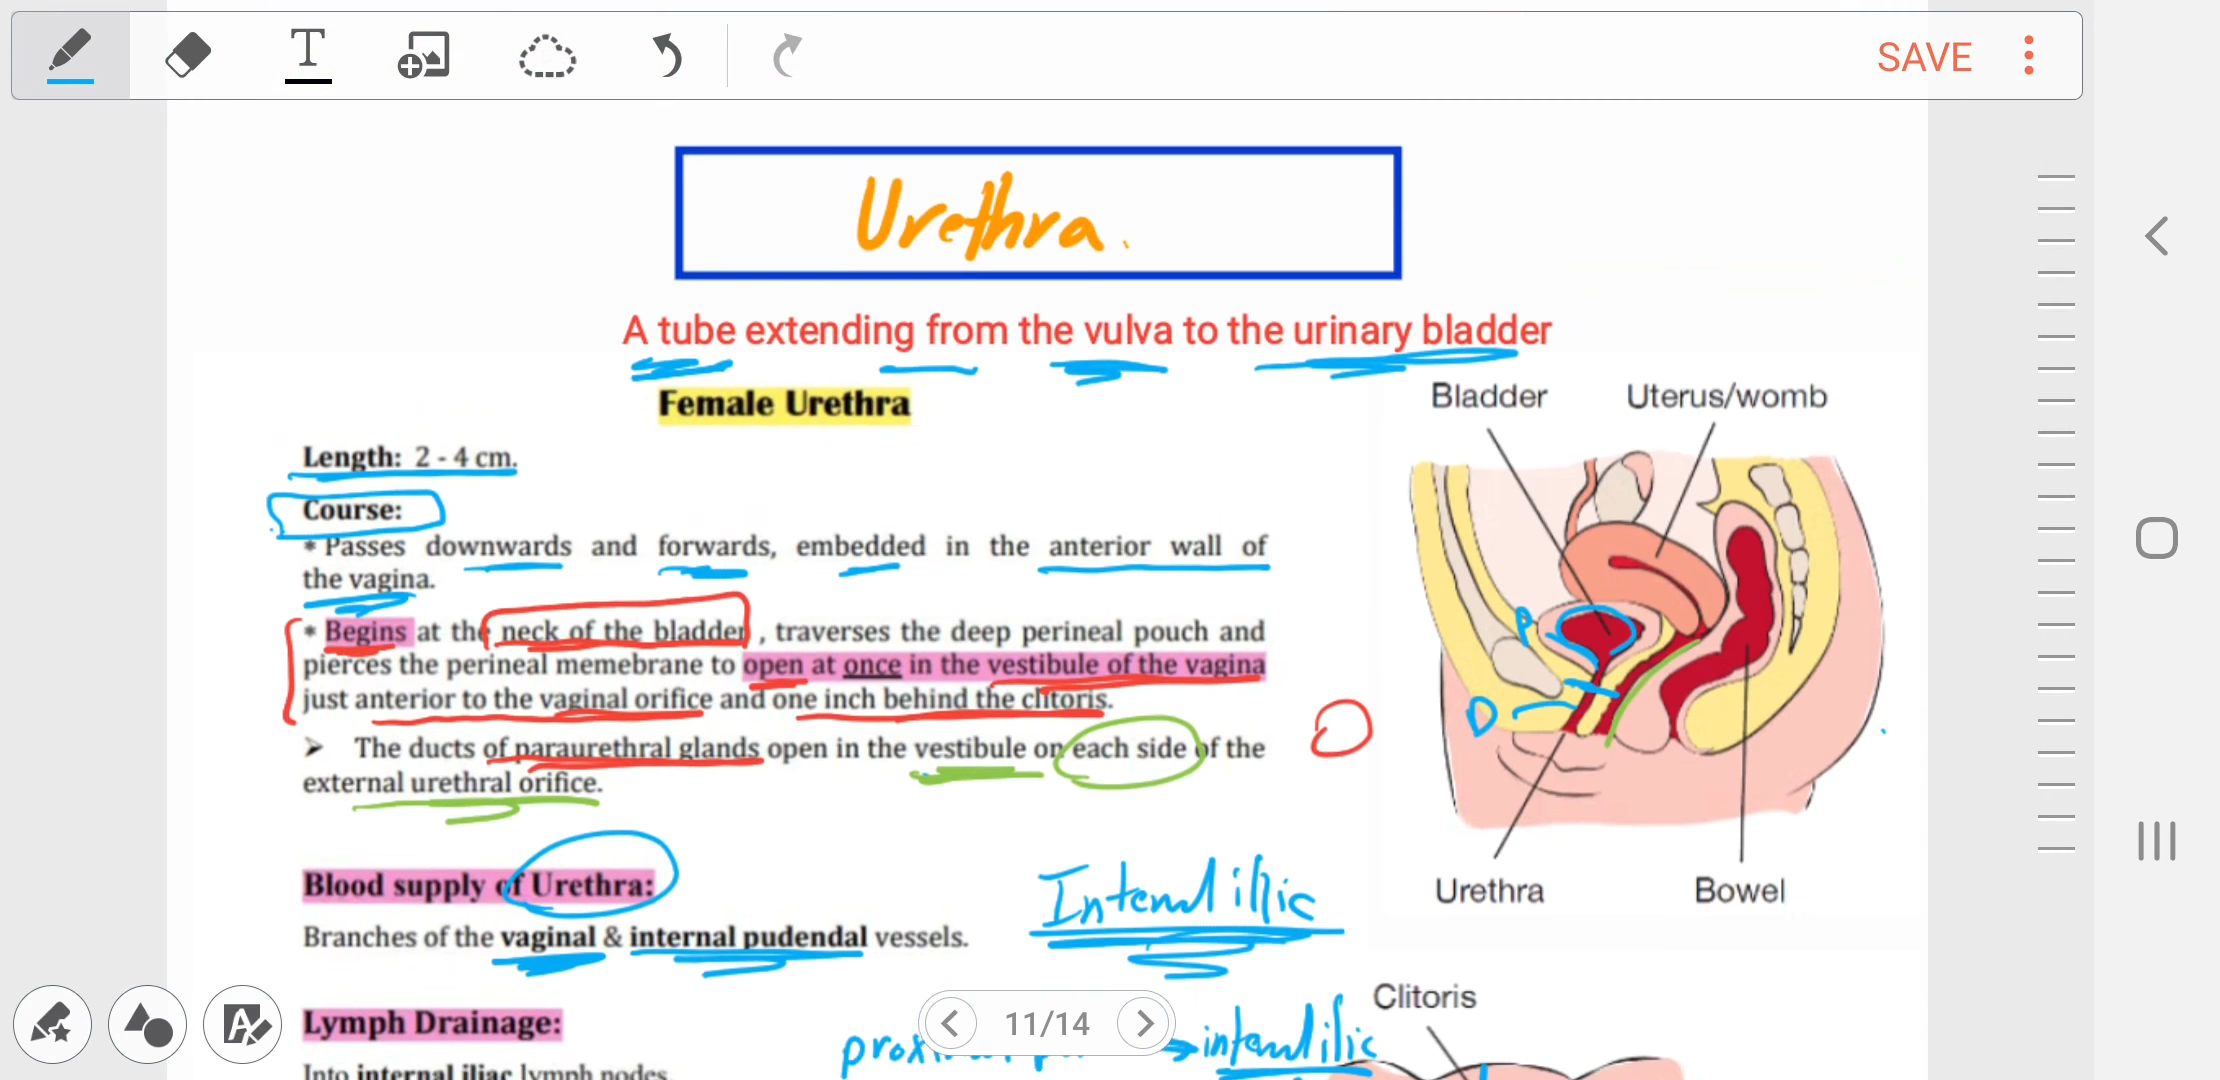 T
SAVE
Urethra.
A tube extending from the vulva to the urinary bladder
Female Urethra
Bladder
Uterus/womb
Length: 2 - 4 cm.
Course:
* Passes downwards and forwards, embedded in the anterior wall of
the vagina.
* Begins at the neck of the bladder , traverses the deep perineal pouch and
pierces the perineal memebrane to open at once in the vestibule of the vagina
just anterior to the vaginal orifice and one inch behind the clitoris.
➤ The ducts of paraurethral glands open in the vestibule on each side of the
external urethral orifice.
P
D
Urethra
Bowel
Blood supply of Urethra:
Branches of the vaginal & internal pudendal vessels.
Lymph Drainage:
11/14
Clitoris
Into internal iliac lymph nodes.